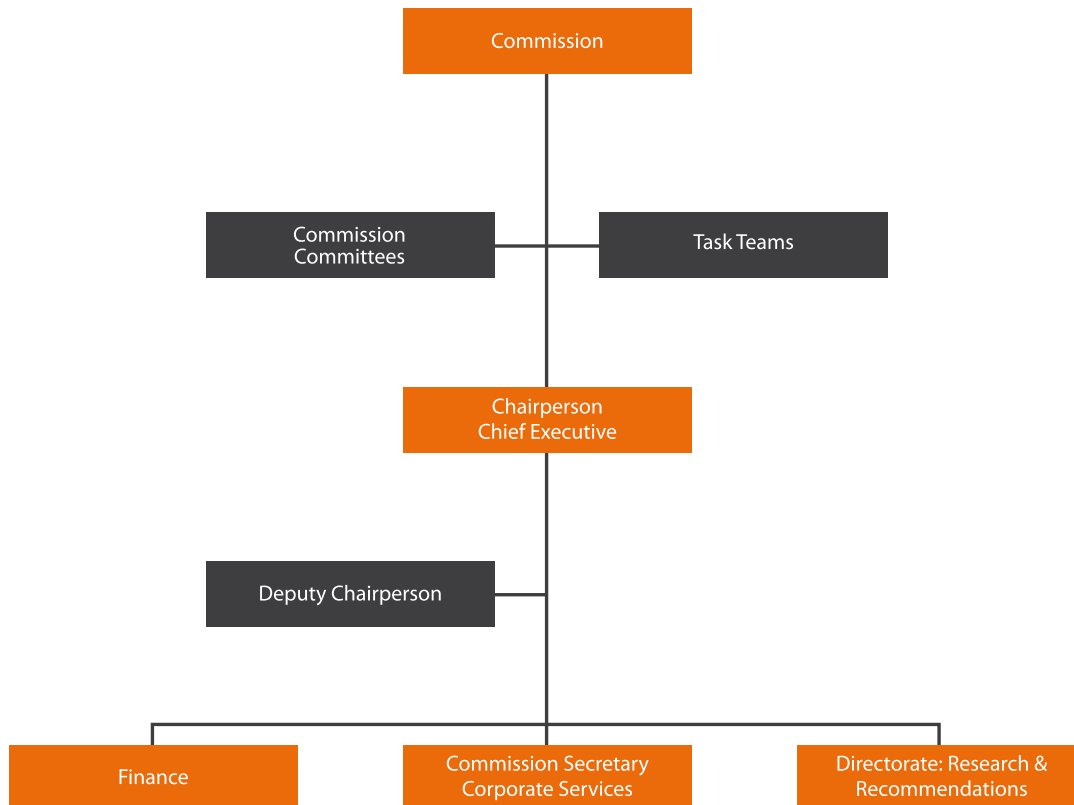 Commission
Commission
Committees
Task Teams
Chairperson
Chief Executive
Deputy Chairperson
Finance
Commission Secretary
Corporate Services
Directorate: Research &
Recommendations